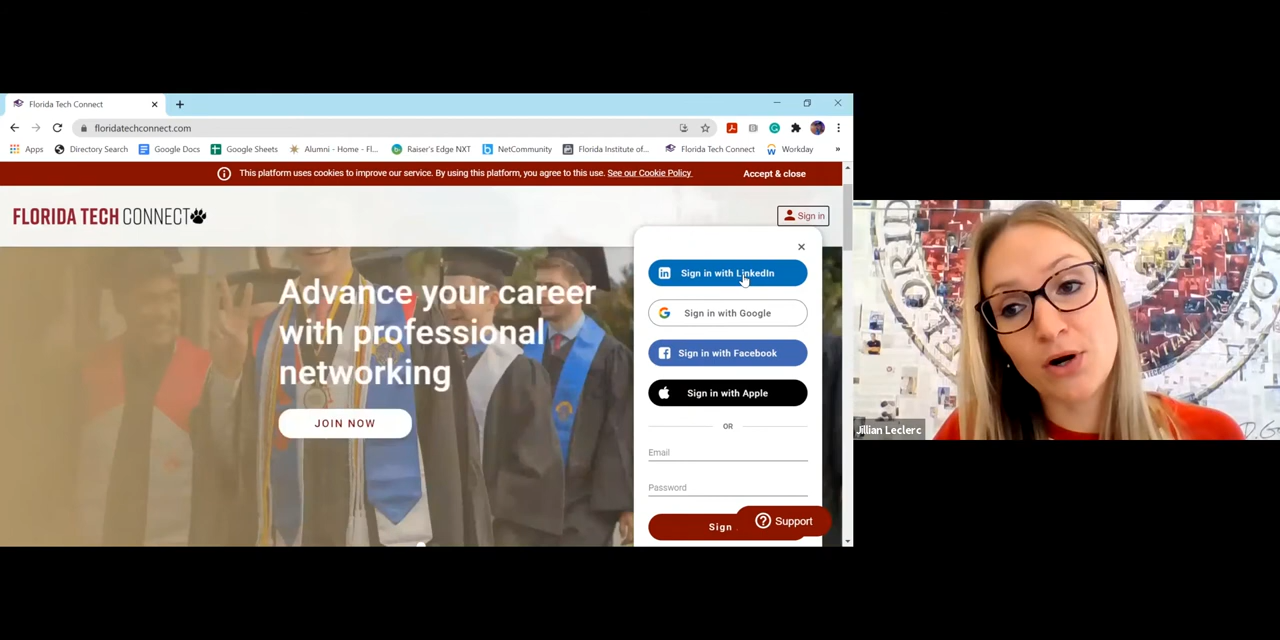 Florida Tech Connect
floridatechconnect.com
Apps Directory Search Google Docs Google Sheets Alumni - Home - Fl... Raiser's Edge NXT NetCommunity Florida Institute of... Florida Tech Connect Workday »
This platform uses cookies to improve our service. By using this platform, you agree to this use. See our Cookie Policy Accept & close
FLORIDA TECH CONNECT
Sign in
Sign in with LinkedIn
Sign in with Google
Sign in with Facebook
Sign in with Apple
OR
Email
Password
Sign
Support
Advance your career
with professional
networking
JOIN NOW
Jillian Leclerc